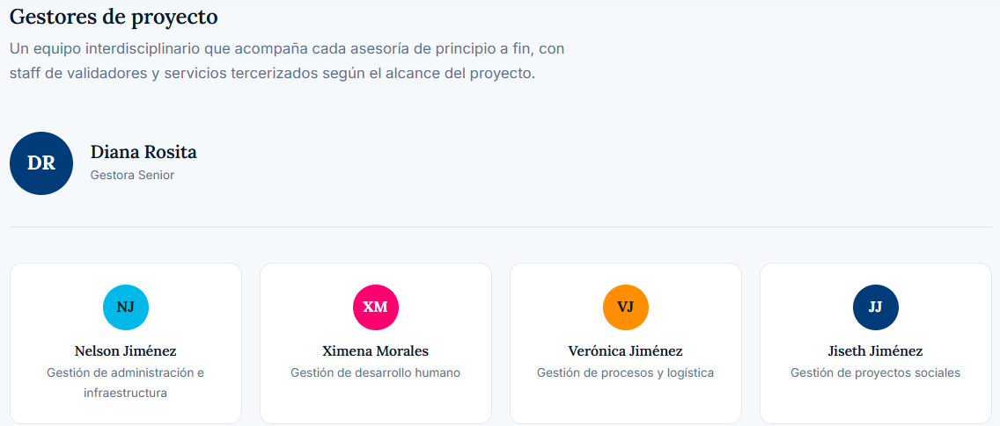 Gestores de proyecto
Un equipo interdisciplinario que acompaña cada asesoría de principio a fin, con
staff de validadores y servicios tercerizados según el alcance del proyecto.
DR
Diana Rosita
Gestora Senior
NJ
Nelson Jiménez
Gestión de administración e
infraestructura
XM
Ximena Morales
Gestión de desarrollo humano
VJ
Verónica Jiménez
Gestión de procesos y logística
JJ
Jiseth Jiménez
Gestión de proyectos sociales